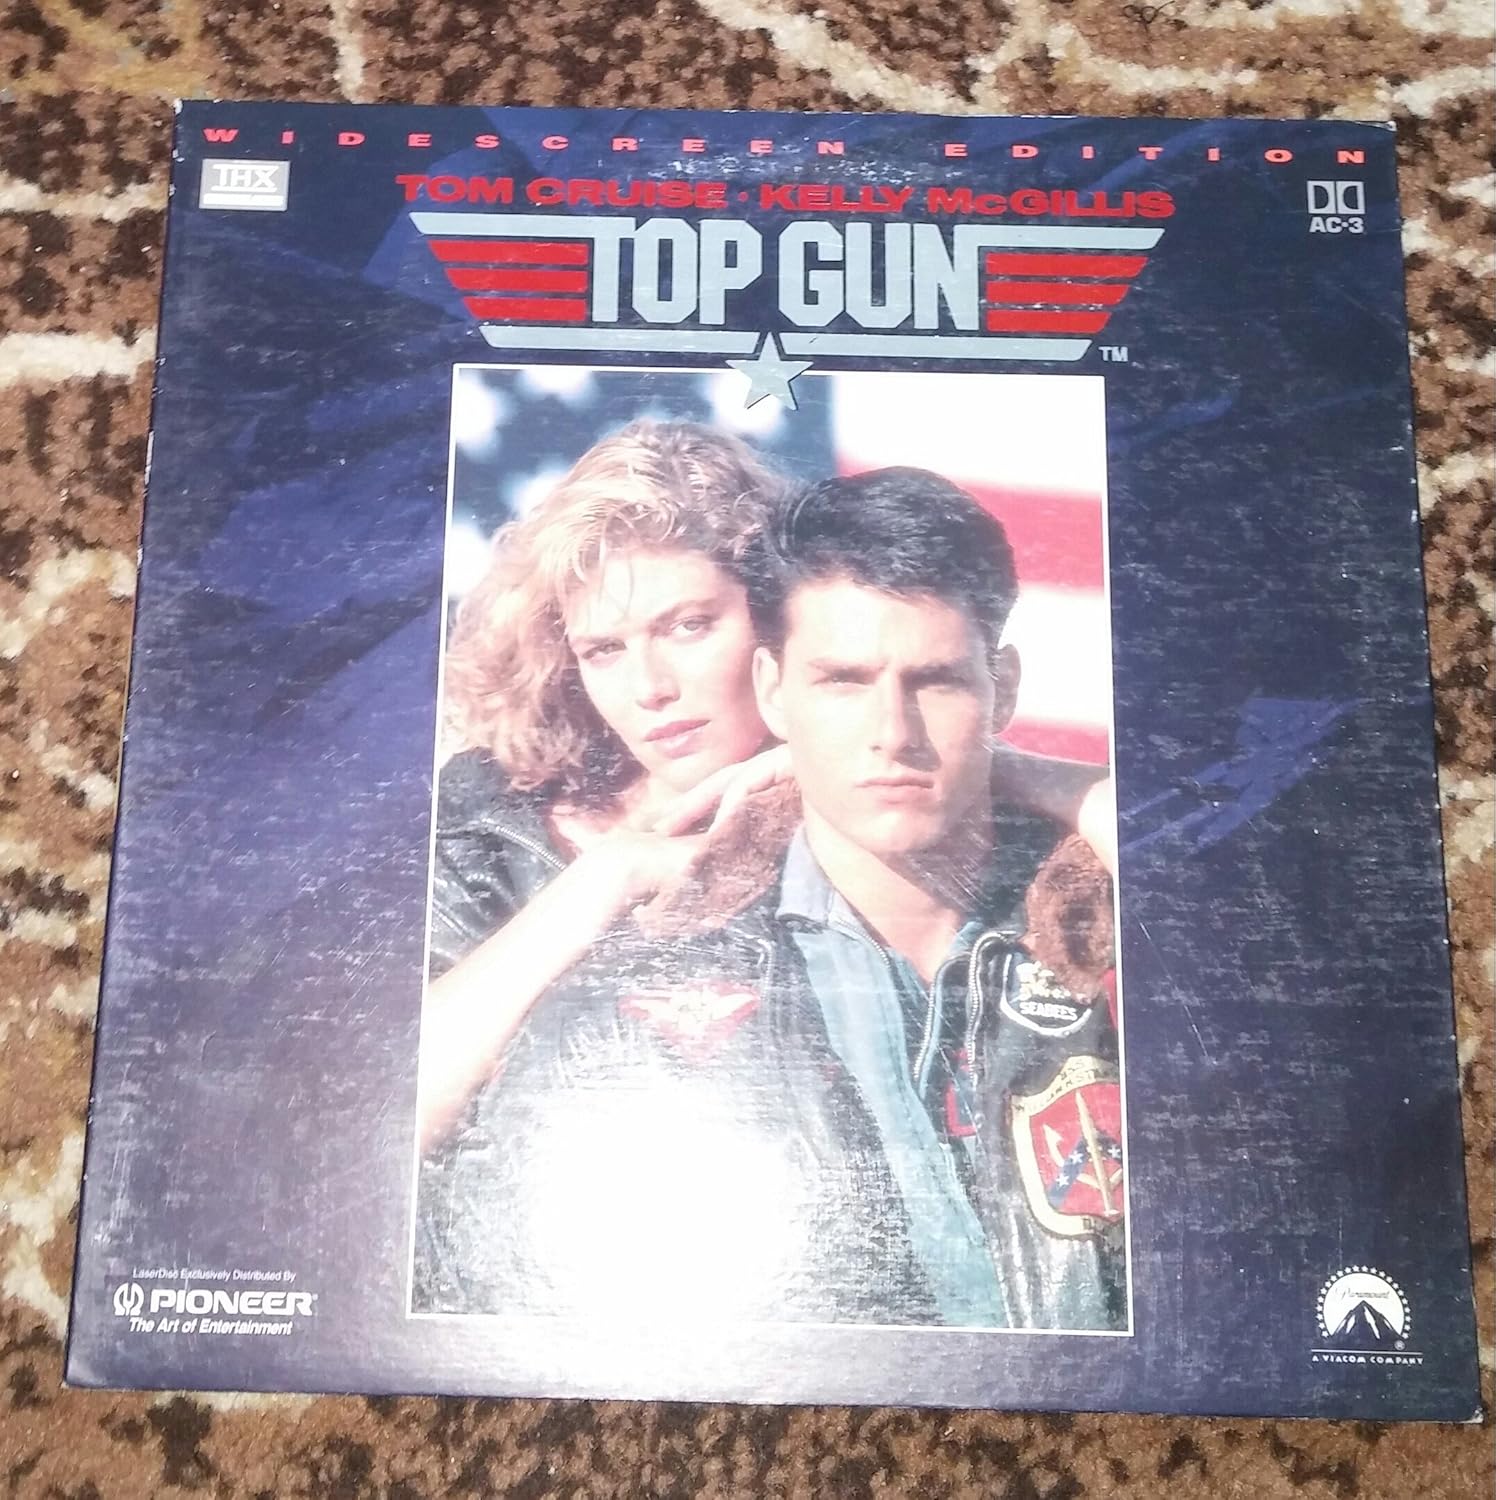 WIDESCREEN EDITION
THX
TOM CRUISE · KELLY McGILLIS
AC-3
TOP GUN
TM
SEABEES
LaserDisc Exclusively Distributed By
PIONEER®
The Art of Entertainment
Paramount
®
A VIACOM COMPANY